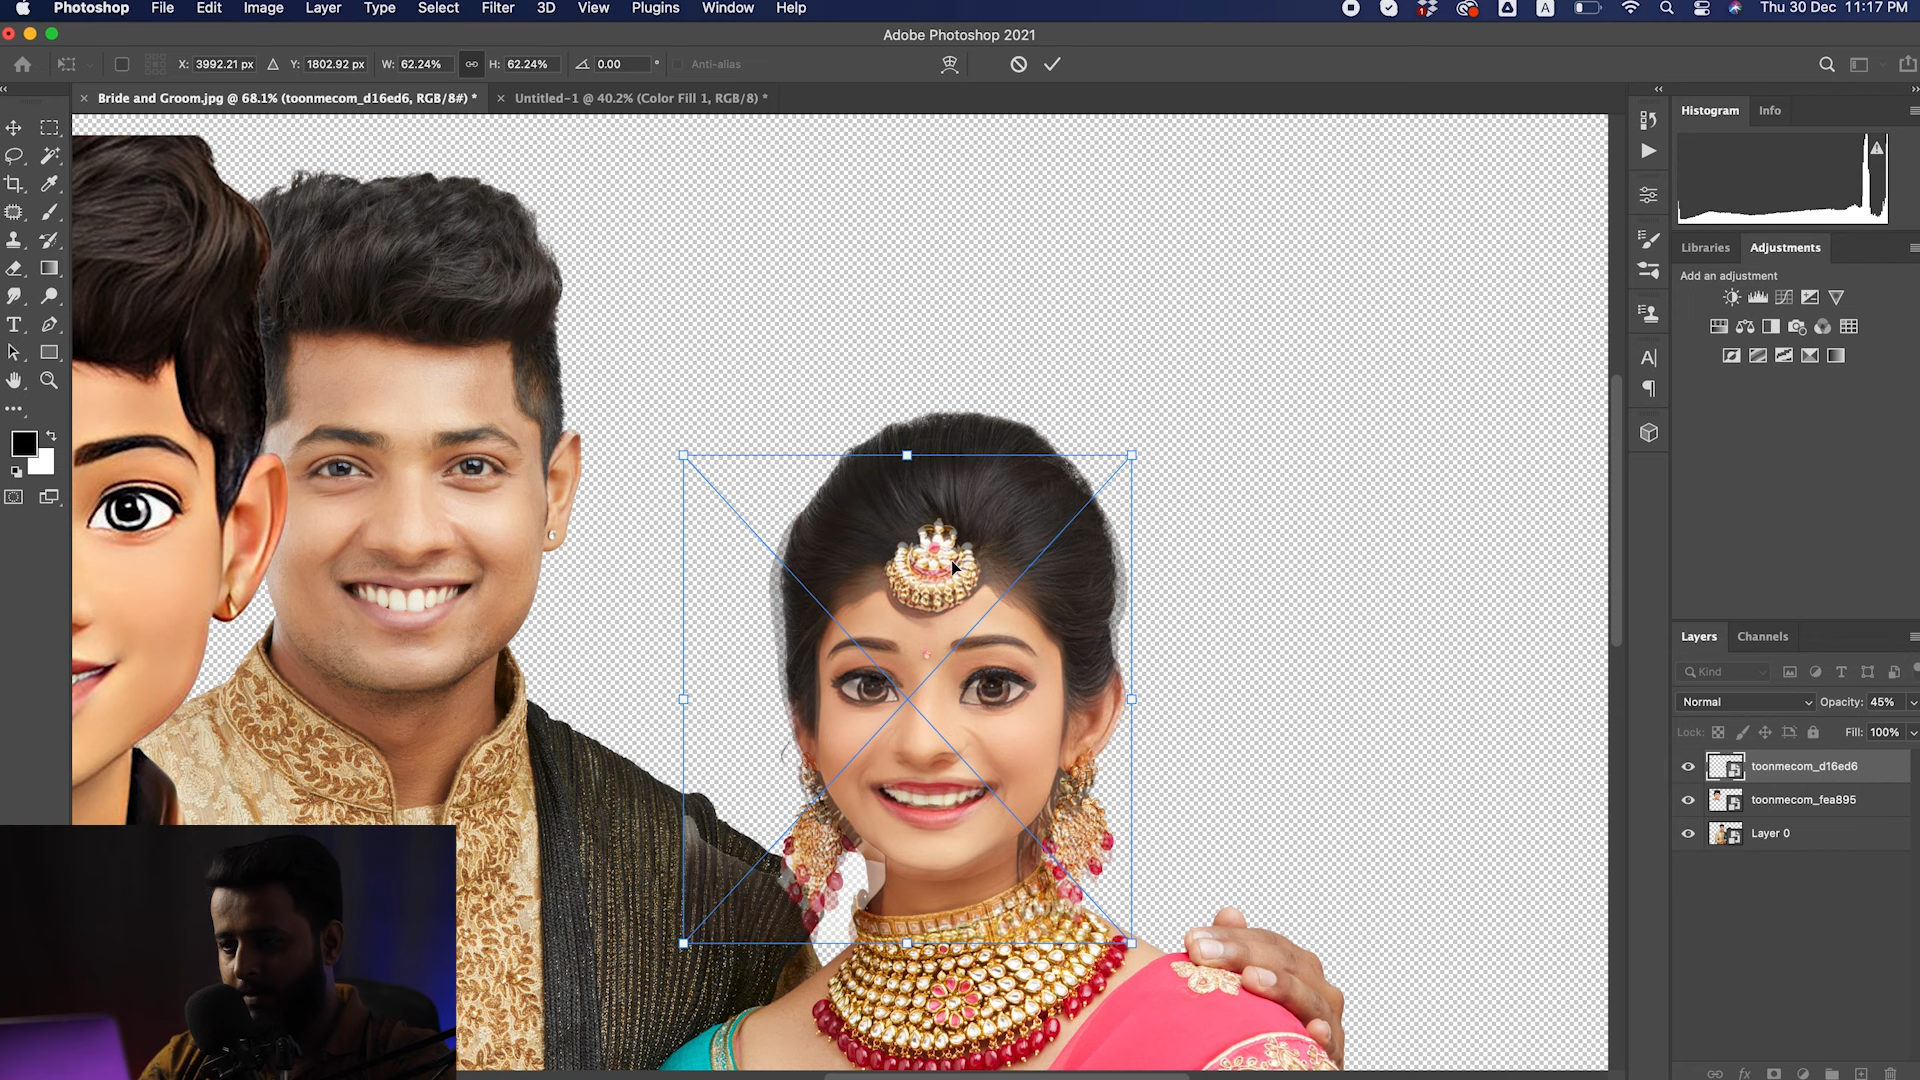 Photoshop File Edit Image Layer Type Select Filter 3D View Plugins Window Help
1 A Thu 30 Dec 11:17 PM
Adobe Photoshop 2021
X: 3992.21 px Y: 1802.92 px W: 62.24% H: 62.24% 0.00 ° Anti-alias
Bride and Groom.jpg @ 68.1% (toonmecom_d16ed6, RGB/8#) *
Untitled-1 @ 40.2% (Color Fill 1, RGB/8) *
Histogram Info
Libraries Adjustments
Add an adjustment
Layers Channels
Kind
Normal Opacity: 45%
Lock: Fill: 100%
toonmecom_d16ed6
toonmecom_fea895
Layer 0
fx